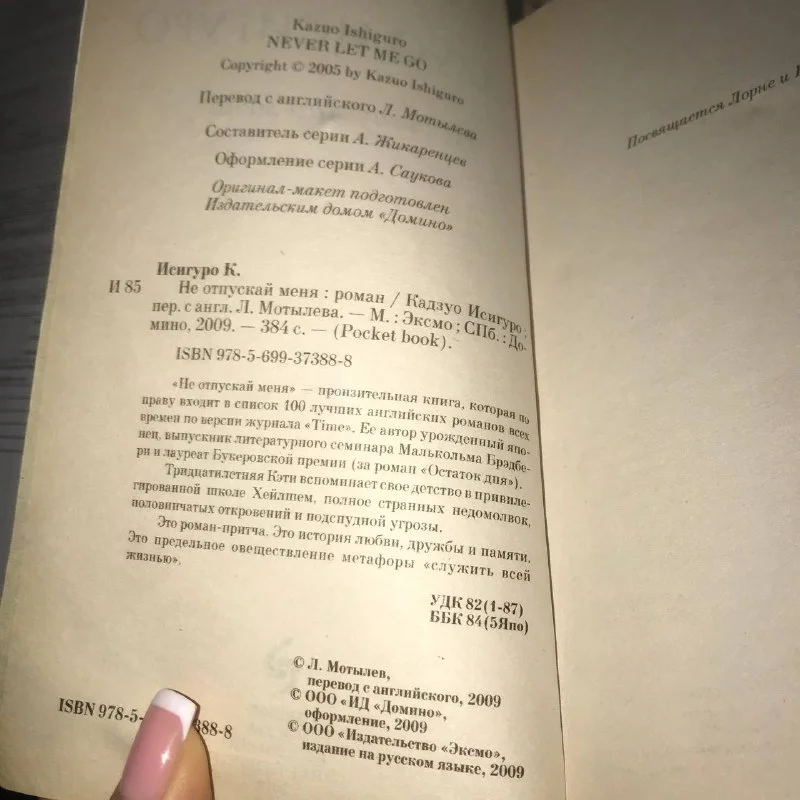 Kazuo Ishiguro
NEVER LET ME GO
Copyright © 2005 by Kazuo Ishiguro
Перевод с английского Л. Мотылева
Составитель серии А. Жикаренцев
Оформление серии А. Саукова
Оригинал-макет подготовлен
Издательским домом «Домино»
Исигуро К.
И 85
Не отпускай меня : роман / Кадзуо Исигуро ;
пер. с англ. Л. Мотылева. — М. : Эксмо ; СПб. : До-
мино, 2009. — 384 с. — (Pocket book).
ISBN 978-5-699-37388-8
«Не отпускай меня» — пронзительная книга, которая по
праву входит в список 100 лучших английских романов всех
времен по версии журнала «Time». Ее автор урожденный япо-
нец, выпускник литературного семинара Малькольма Брэдбе-
ри и лауреат Букеровской премии (за роман «Остаток дня»).
Тридцатилетняя Кэти вспоминает свое детство в привиле-
гированной школе Хейлшем, полное странных недомолвок,
половинчатых откровений и подспудной угрозы.
Это роман-притча. Это история любви, дружбы и памяти.
Это предельное овеществление метафоры «служить всей
жизнью».
УДК 82(1-87)
ББК 84(5Япо)
© Л. Мотылев,
перевод с английского, 2009
© ООО «ИД «Домино»,
оформление, 2009
© ООО «Издательство «Эксмо»,
издание на русском языке, 2009
ISBN 978-5- 388-8
Посвящается Лорне и